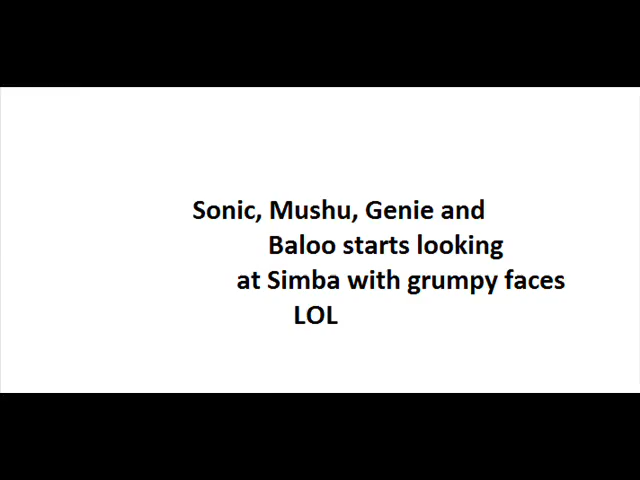 Sonic, Mushu, Genie and
Baloo starts looking
at Simba with grumpy faces
LOL